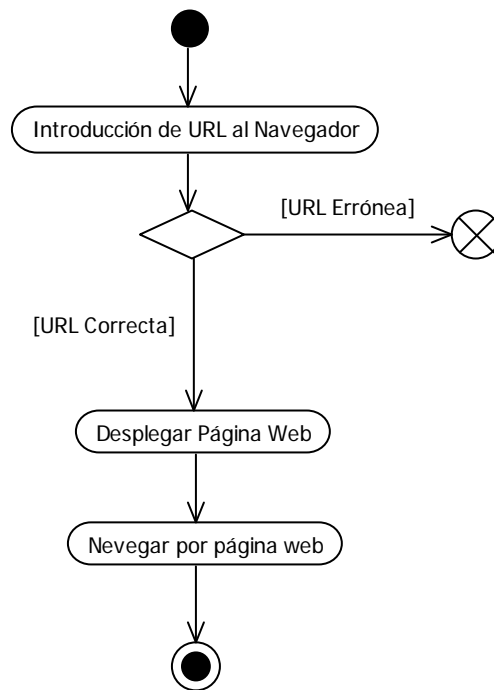 Introducción de URL al Navegador
[URL Errónea]
[URL Correcta]
Desplegar Página Web
Nevegar por página web